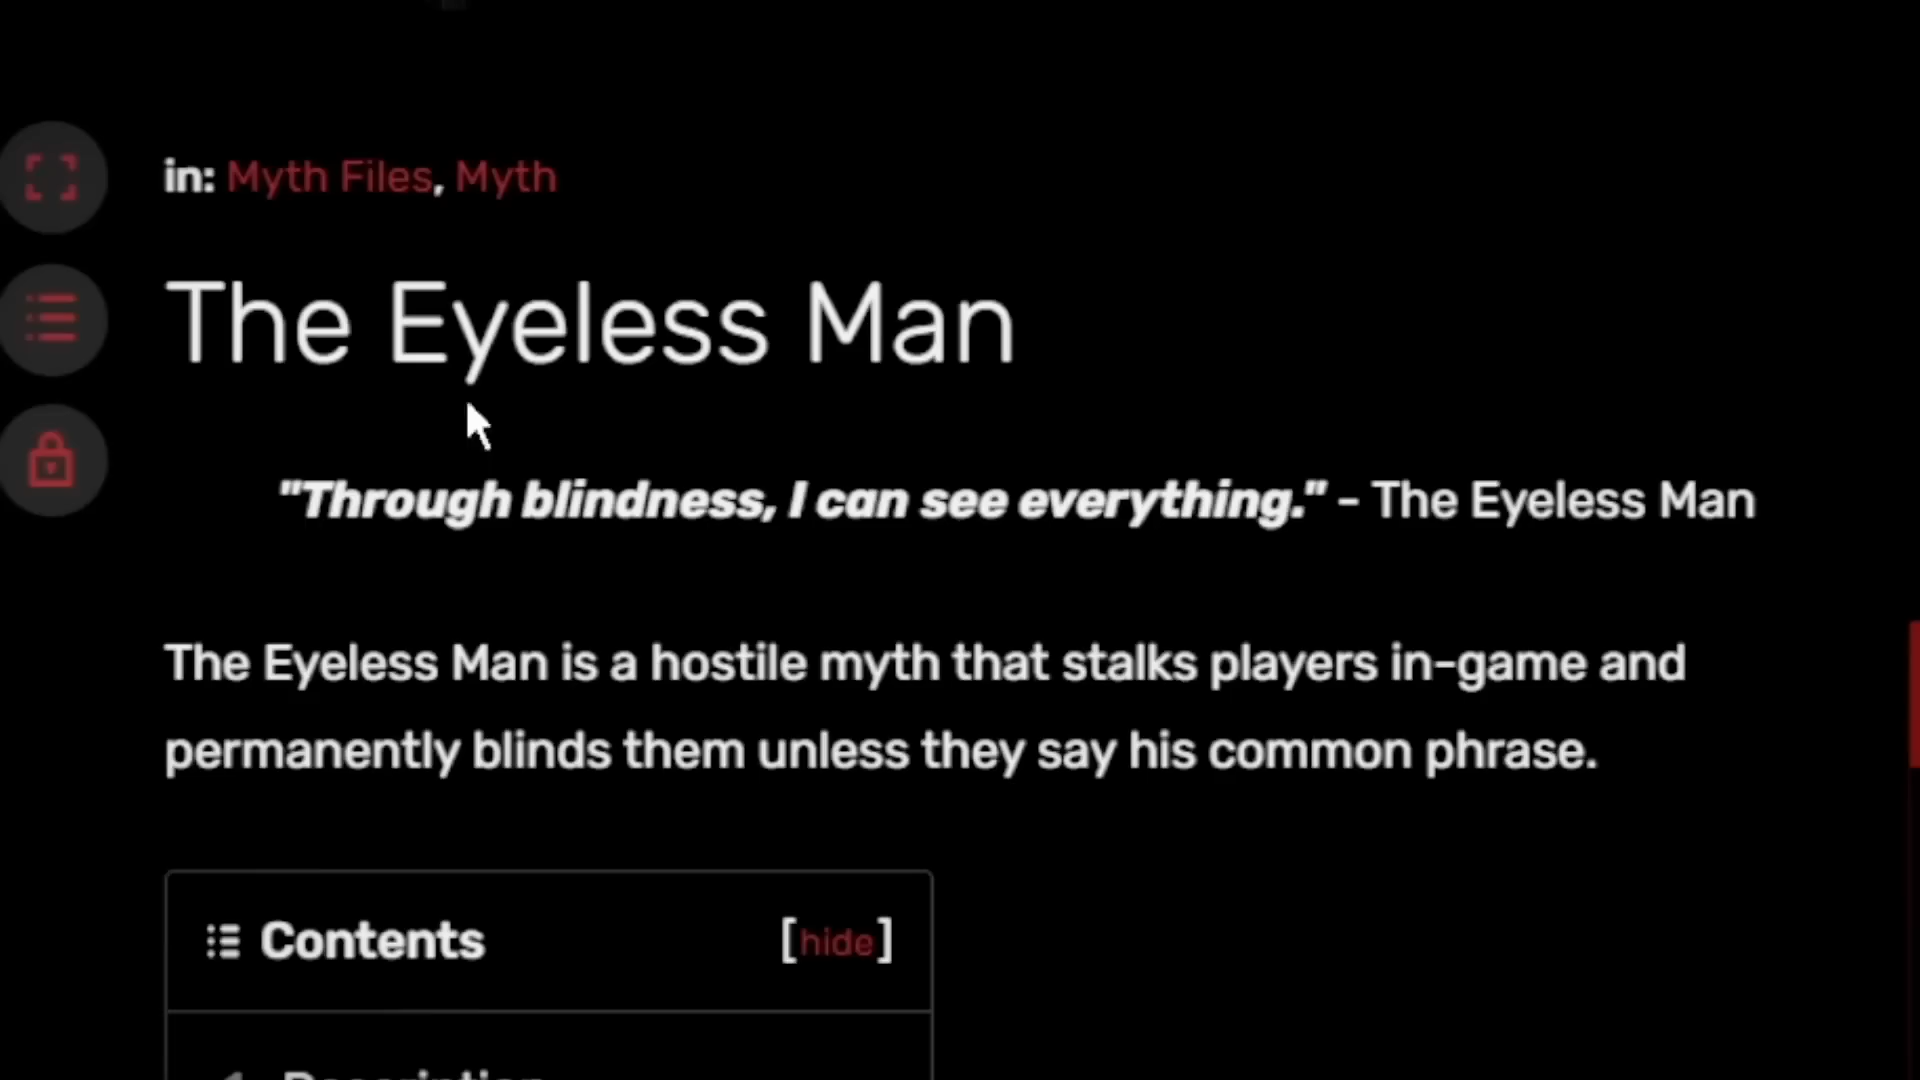 in: Myth Files, Myth
The Eyeless Man
"Through blindness, I can see everything." - The Eyeless Man
The Eyeless Man is a hostile myth that stalks players in-game and
permanently blinds them unless they say his common phrase.
Contents [hide]